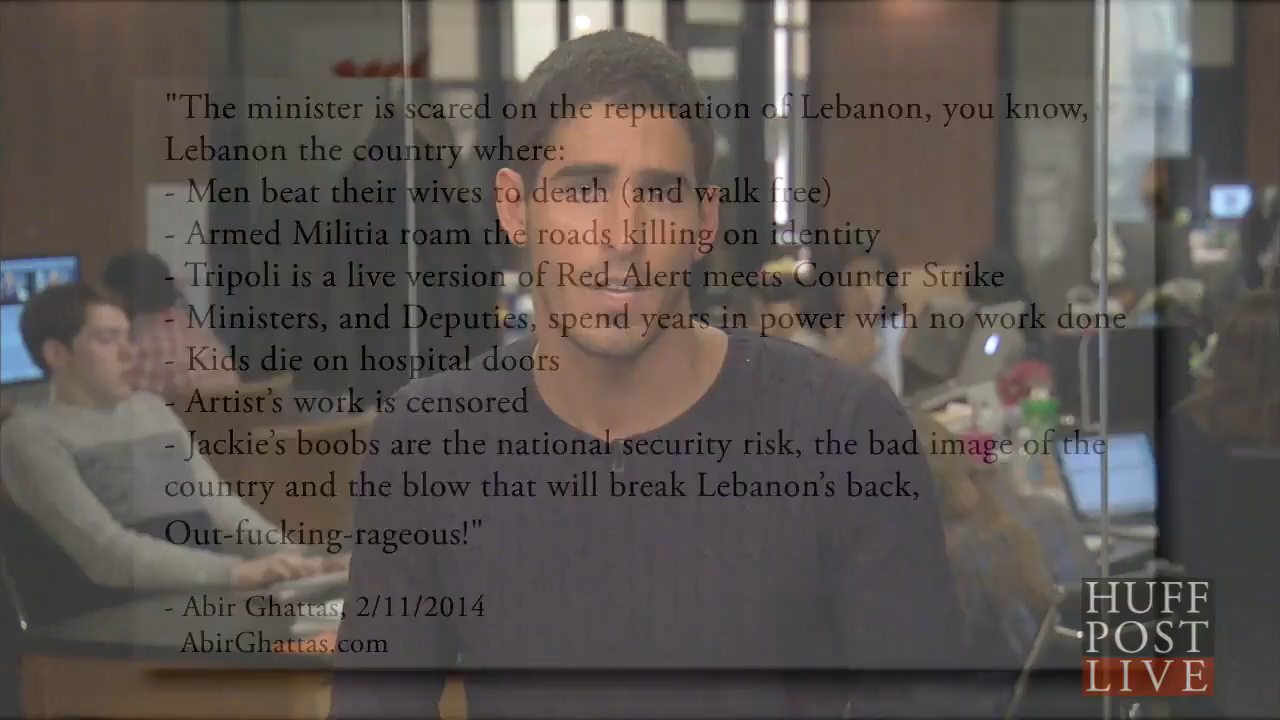 "The minister is scared on the reputation of Lebanon, you know,
Lebanon the country where:
- Men beat their wives to death (and walk free)
- Armed Militia roam the roads killing on identity
- Tripoli is a live version of Red Alert meets Counter Strike
- Ministers, and Deputies, spend years in power with no work done
- Kids die on hospital doors
- Artist’s work is censored
- Jackie’s boobs are the national security risk, the bad image of the
country and the blow that will break Lebanon’s back,
Out-fucking-rageous!"
- Abir Ghattas, 2/11/2014
AbirGhattas.com
HUFF
POST
LIVE